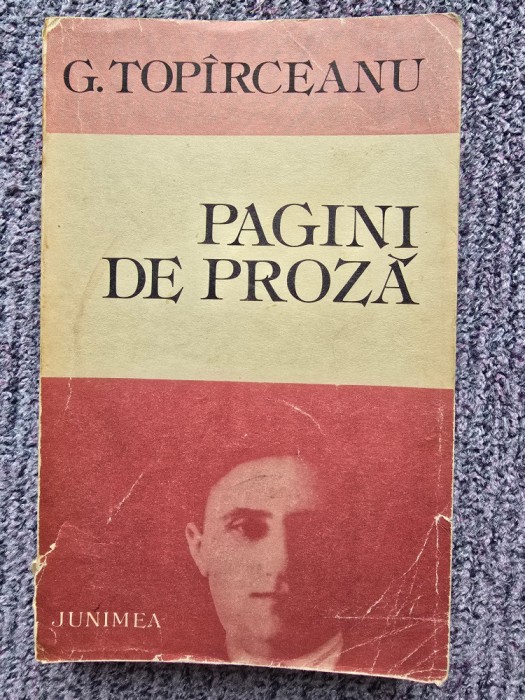 G. TOPÎRCEANU
PAGINI
DE PROZĂ
JUNIMEA